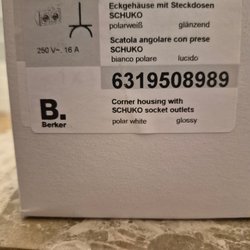 Eckgehäuse mit Steckdosen
SCHUKO
polarweiß glänzend
250 V~. 16 A
Scatola angolare con prese
SCHUKO
bianco polare lucido
6319508989
B.
Berker
Corner housing with
SCHUKO socket outlets
polar white glossy